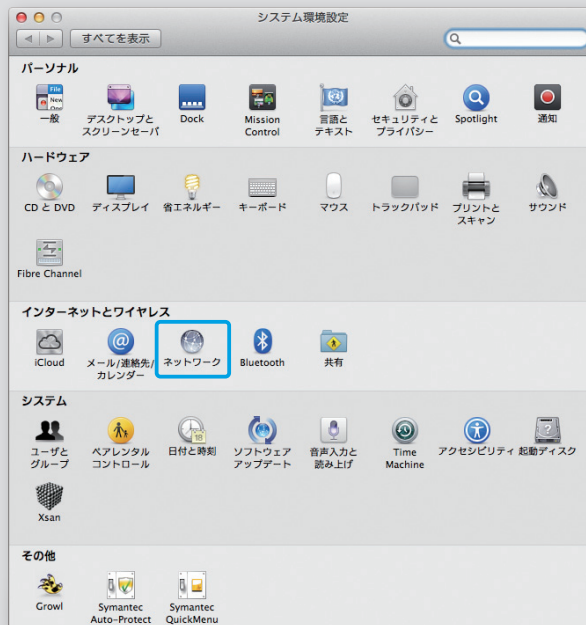 システム環境設定
すべてを表示
パーソナル
File
New
One
一般
デスクトップと
スクリーンセーバ
Dock
Mission
Control
言語と
テキスト
セキュリティと
プライバシー
Spotlight
通知
ハードウェア
CD と DVD
ディスプレイ
省エネルギー
キーボード
マウス
トラックパッド
プリントと
スキャン
サウンド
Fibre Channel
インターネットとワイヤレス
iCloud
メール/連絡先/
カレンダー
ネットワーク
Bluetooth
共有
システム
ユーザと
グループ
ペアレンタル
コントロール
18
日付と時刻
ソフトウェア
アップデート
音声入力と
読み上げ
Time
Machine
アクセシビリティ
起動ディスク
Xsan
その他
Growl
Symantec
Auto-Protect
Symantec
QuickMenu